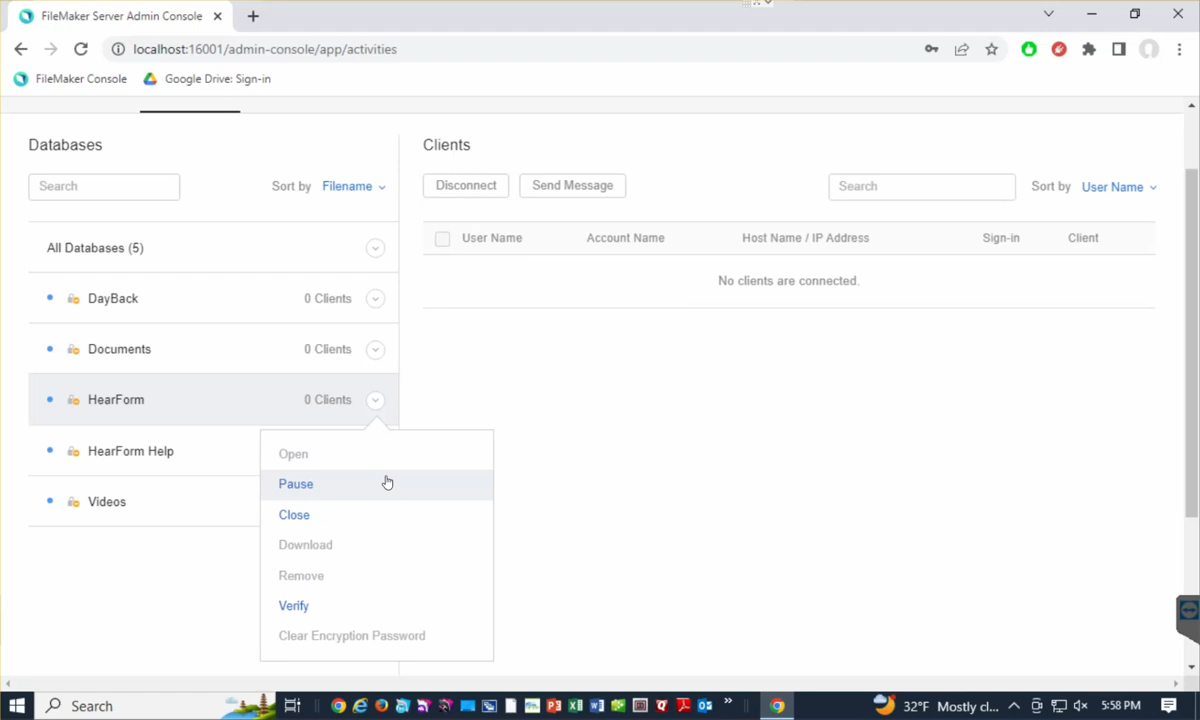 FileMaker Server Admin Console
localhost:16001/admin-console/app/activities
FileMaker Console
Google Drive: Sign-in
Databases
Clients
Search
Sort by
Filename
Disconnect
Send Message
Search
Sort by
User Name
All Databases (5)
User Name
Account Name
Host Name / IP Address
Sign-in
Client
No clients are connected.
DayBack
0 Clients
Documents
0 Clients
HearForm
0 Clients
HearForm Help
Videos
Open
Pause
Close
Download
Remove
Verify
Clear Encryption Password
Search
32°F Mostly cl...
5:58 PM